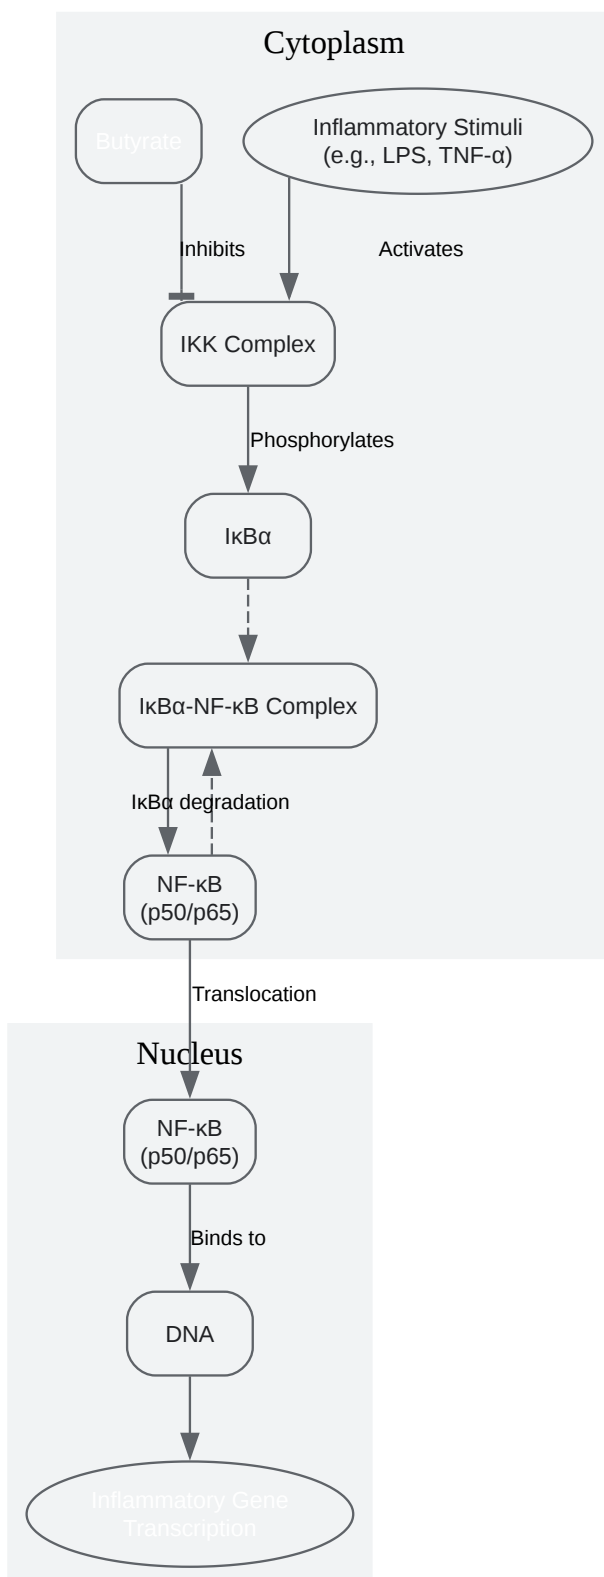 Cytoplasm
Butyrate
Inflammatory Stimuli
(e.g., LPS, TNF-α)
Inhibits
Activates
IKK Complex
Phosphorylates
IκBα
IκBα-NF-κB Complex
IκBα degradation
NF-κB
(p50/p65)
Translocation
Nucleus
NF-κB
(p50/p65)
Binds to
DNA
Inflammatory Gene
Transcription